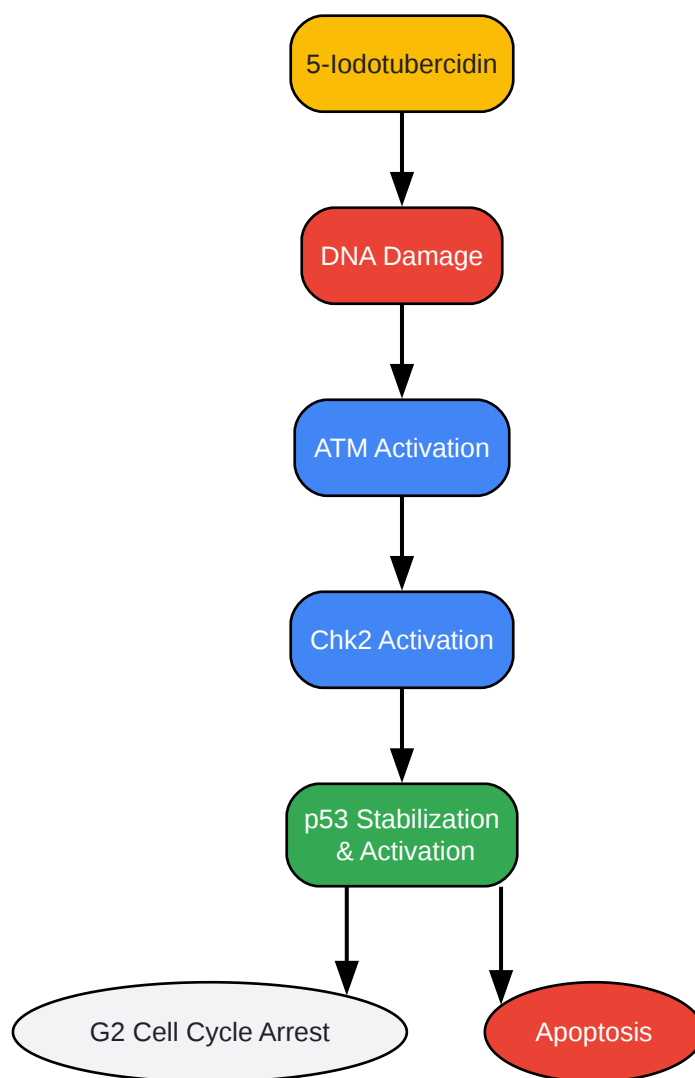 5-Iodotubercidin
DNA Damage
ATM Activation
Chk2 Activation
p53 Stabilization
& Activation
G2 Cell Cycle Arrest
Apoptosis